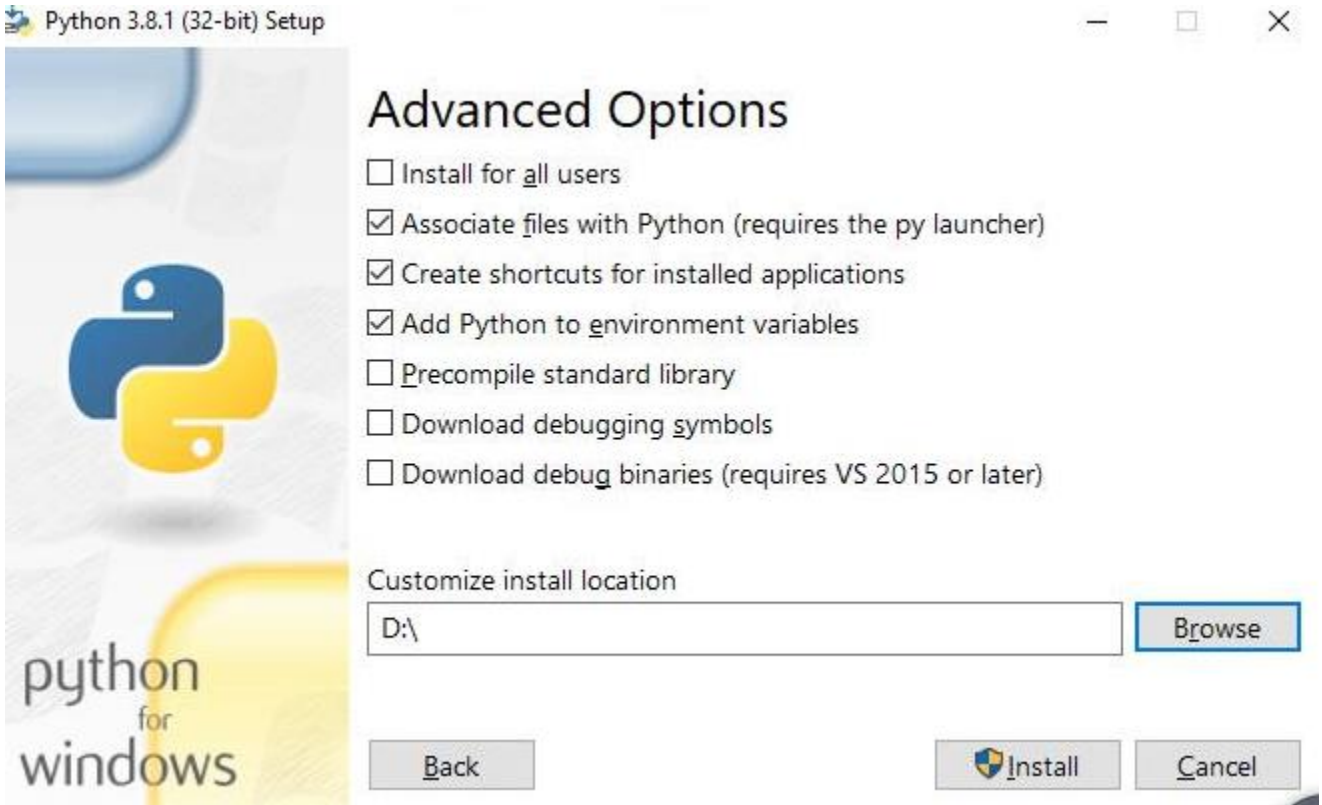 Python 3.8.1 (32-bit) Setup
Advanced Options
Install for all users
Associate files with Python (requires the py launcher)
Create shortcuts for installed applications
Add Python to environment variables
Precompile standard library
Download debugging symbols
Download debug binaries (requires VS 2015 or later)
Customize install location
D:\
Browse
python
for
windows
Back
Install
Cancel